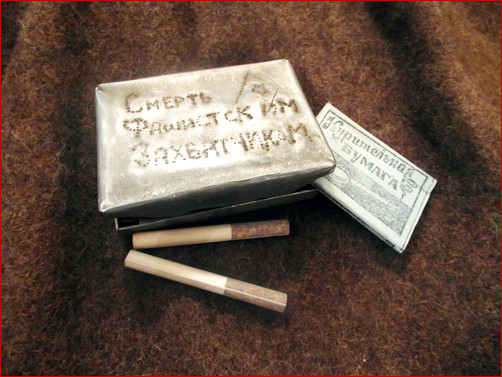 Смерть
Фашистским
Захватчикам
Курительная
БУМАГА